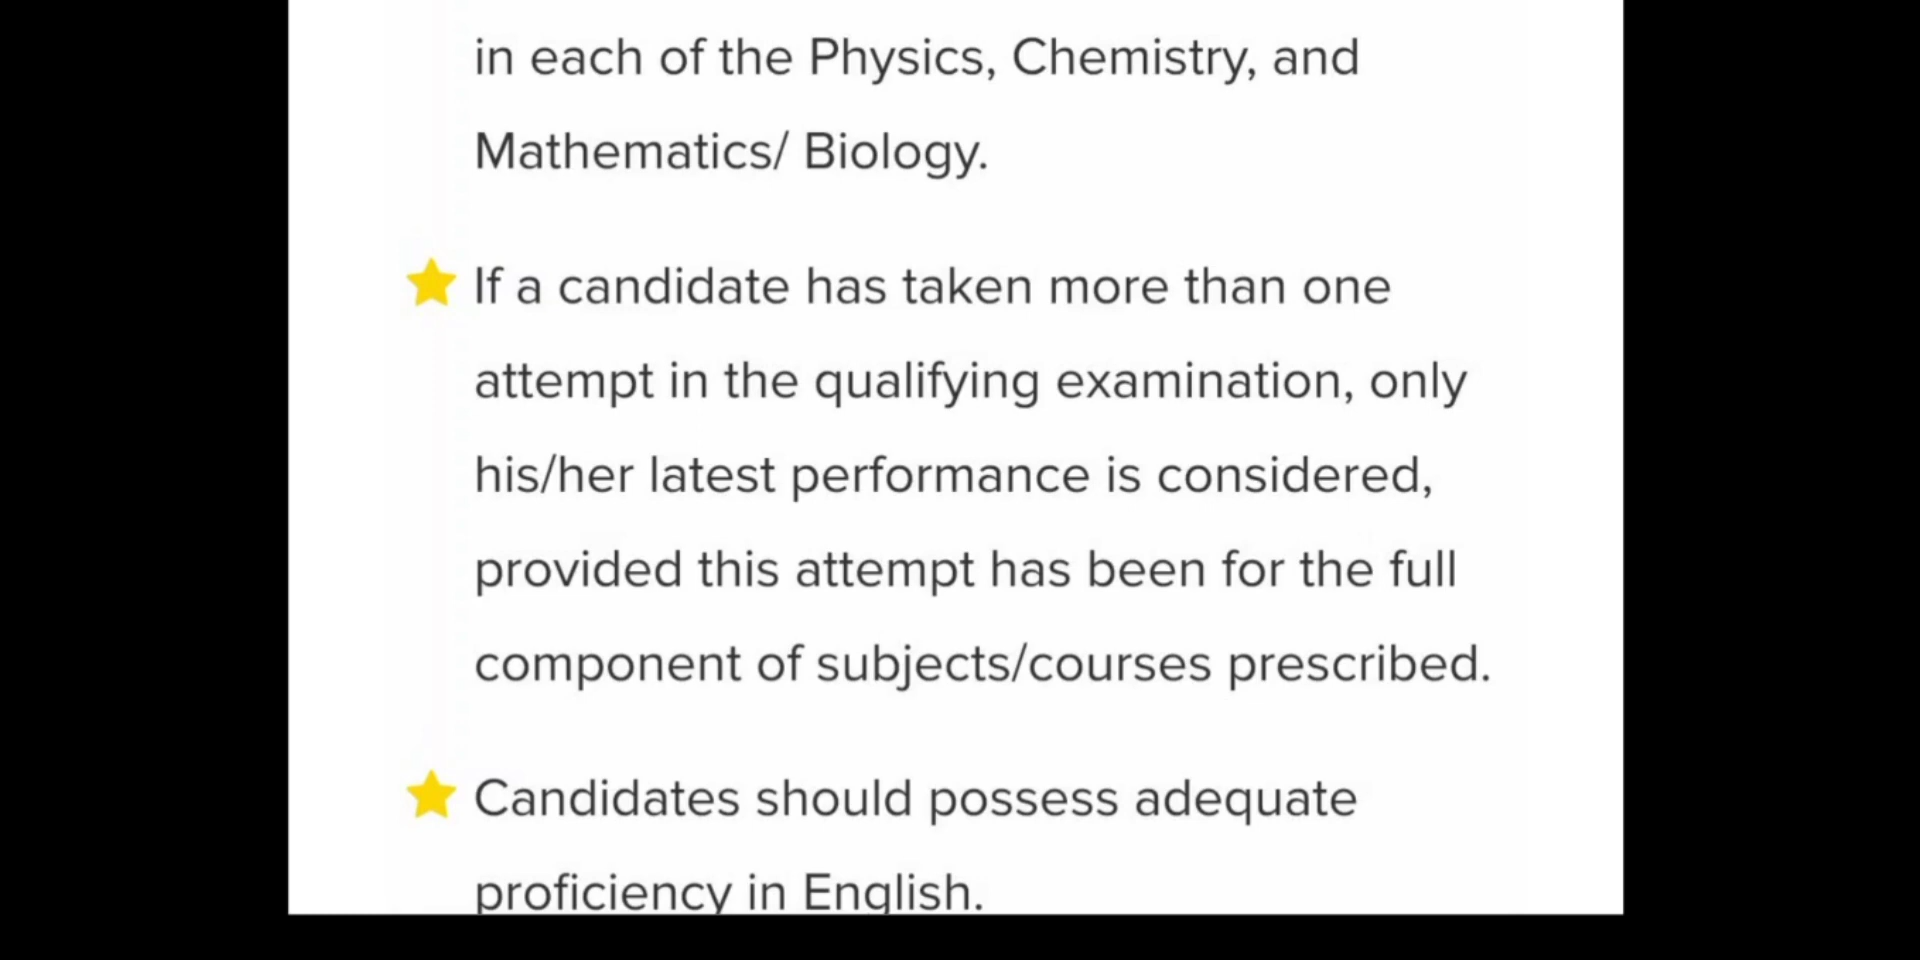 in each of the Physics, Chemistry, and
Mathematics/ Biology.
If a candidate has taken more than one
attempt in the qualifying examination, only
his/her latest performance is considered,
provided this attempt has been for the full
component of subjects/courses prescribed.
Candidates should possess adequate
proficiency in English.